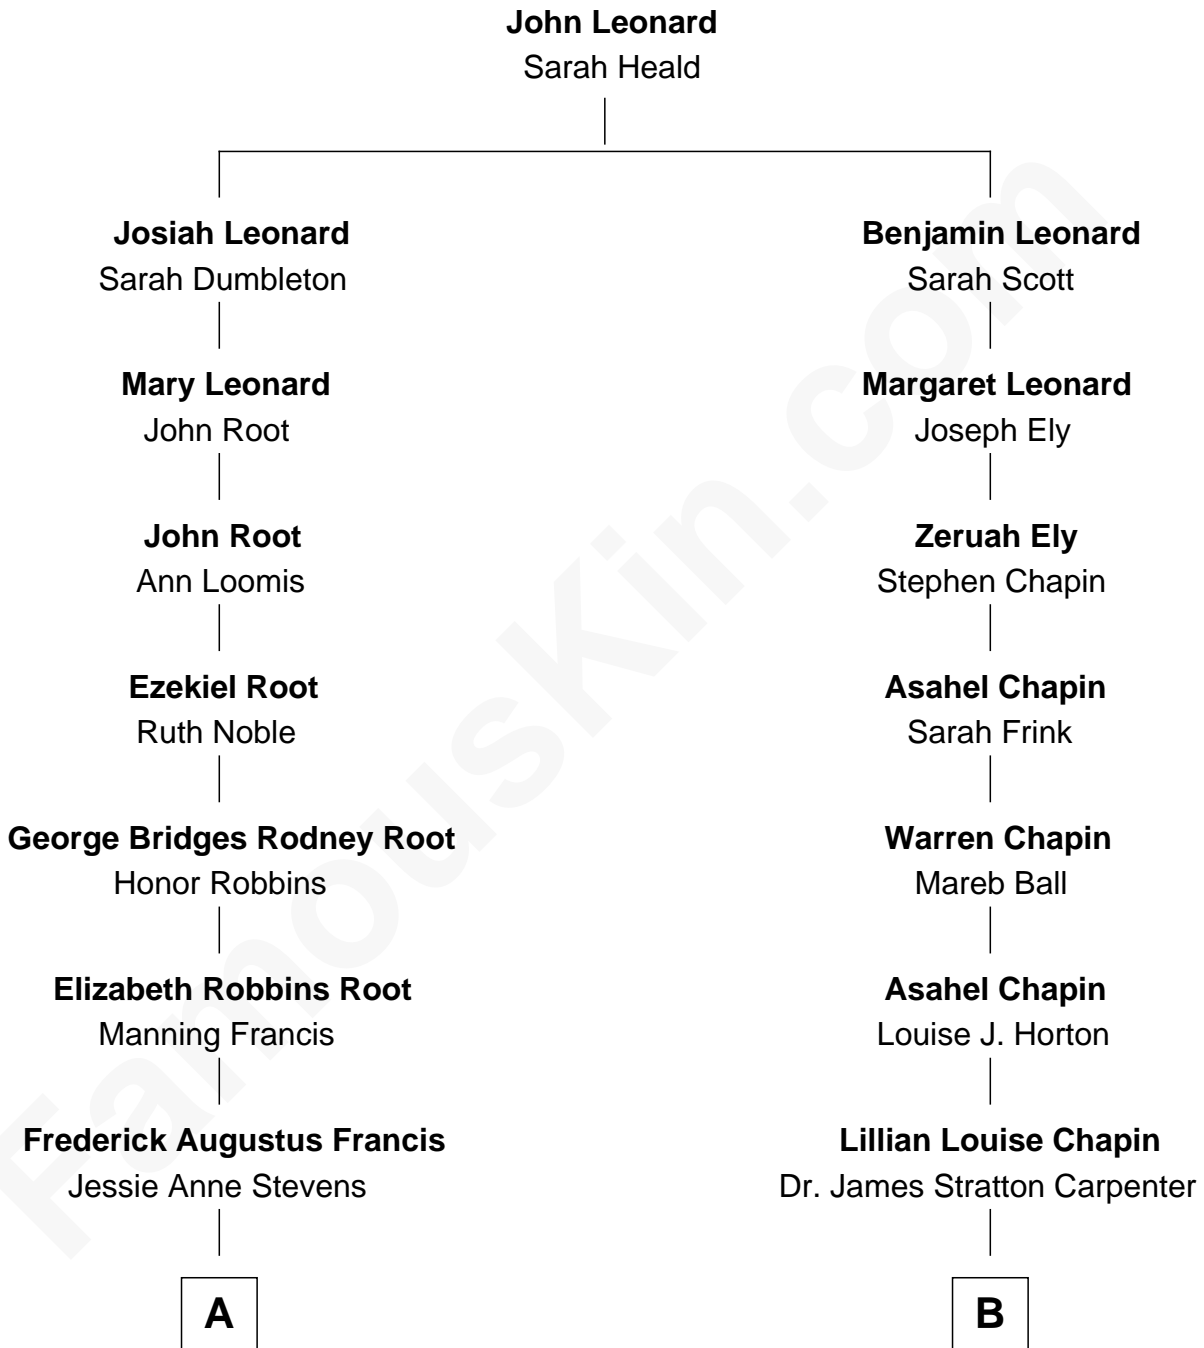 John Leonard
Sarah Heald
Josiah Leonard
Sarah Dumbleton
Mary Leonard
John Root
John Root
Ann Loomis
Ezekiel Root
Ruth Noble
George Bridges Rodney Root
Honor Robbins
Elizabeth Robbins Root
Manning Francis
Frederick Augustus Francis
Jessie Anne Stevens
A
Benjamin Leonard
Sarah Scott
Margaret Leonard
Joseph Ely
Zeruah Ely
Stephen Chapin
Asahel Chapin
Sarah Frink
Warren Chapin
Mareb Ball
Asahel Chapin
Louise J. Horton
Lillian Louise Chapin
Dr. James Stratton Carpenter
B
FamousKin.com